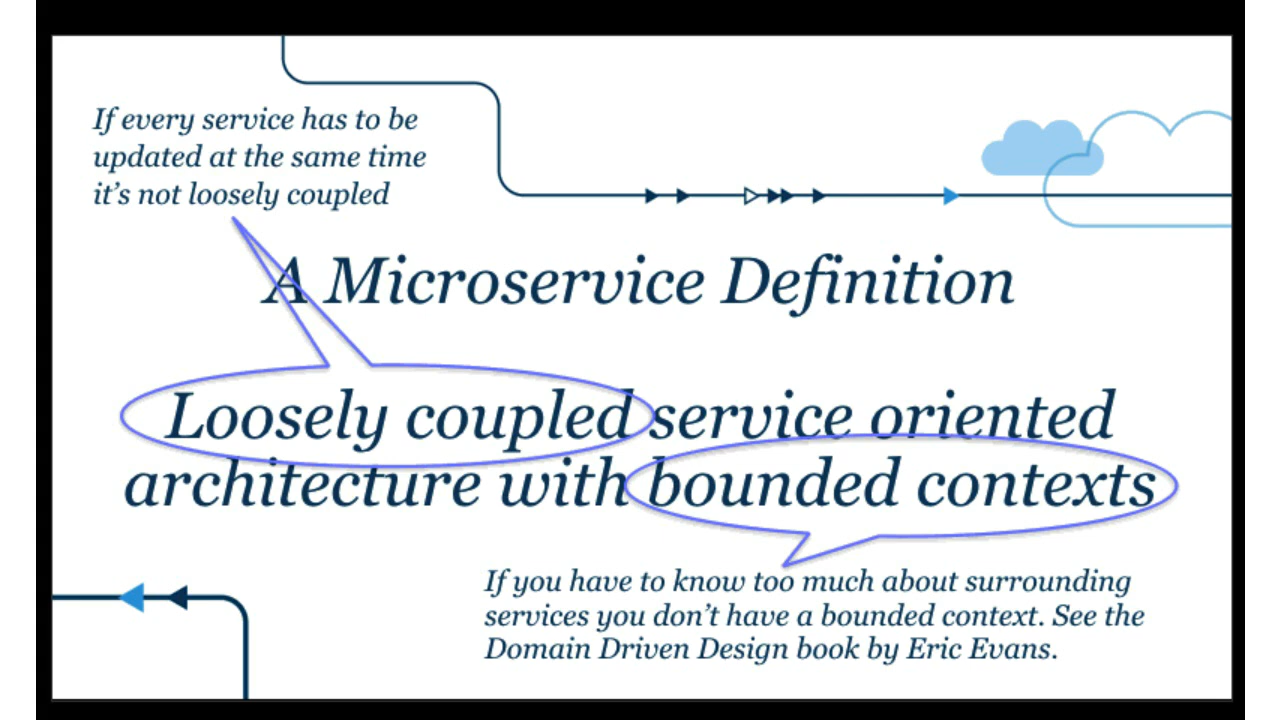 If every service has to be
updated at the same time
it’s not loosely coupled
A Microservice Definition
Loosely coupled service oriented
architecture with bounded contexts
If you have to know too much about surrounding
services you don’t have a bounded context. See the
Domain Driven Design book by Eric Evans.